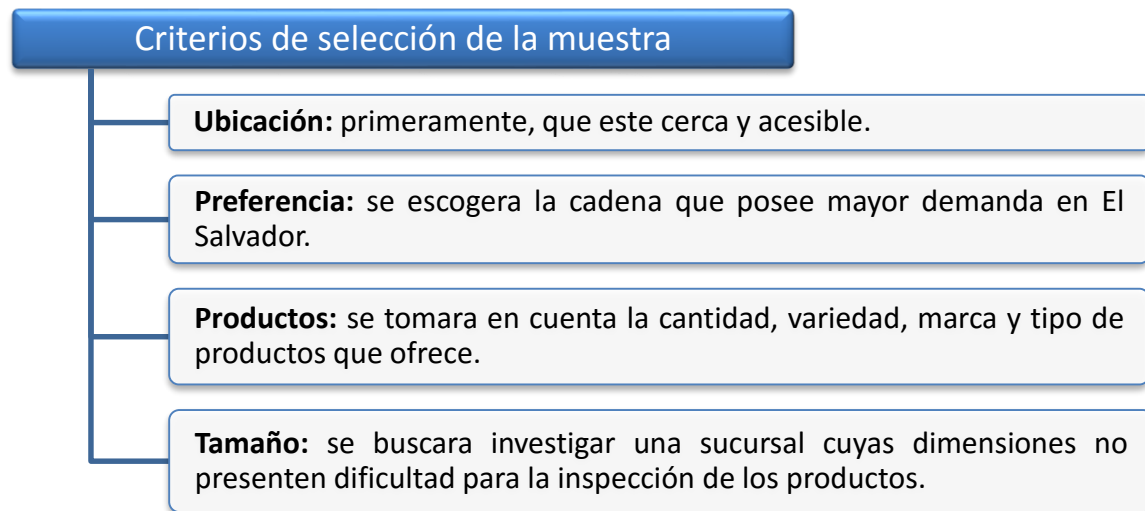 Criterios de selección de la muestra
Ubicación: primeramente, que este cerca y acesible.
Preferencia: se escogera la cadena que posee mayor demanda en El
Salvador.
Productos: se tomara en cuenta la cantidad, variedad, marca y tipo de
productos que ofrece.
Tamaño: se buscara investigar una sucursal cuyas dimensiones no
presenten dificultad para la inspección de los productos.